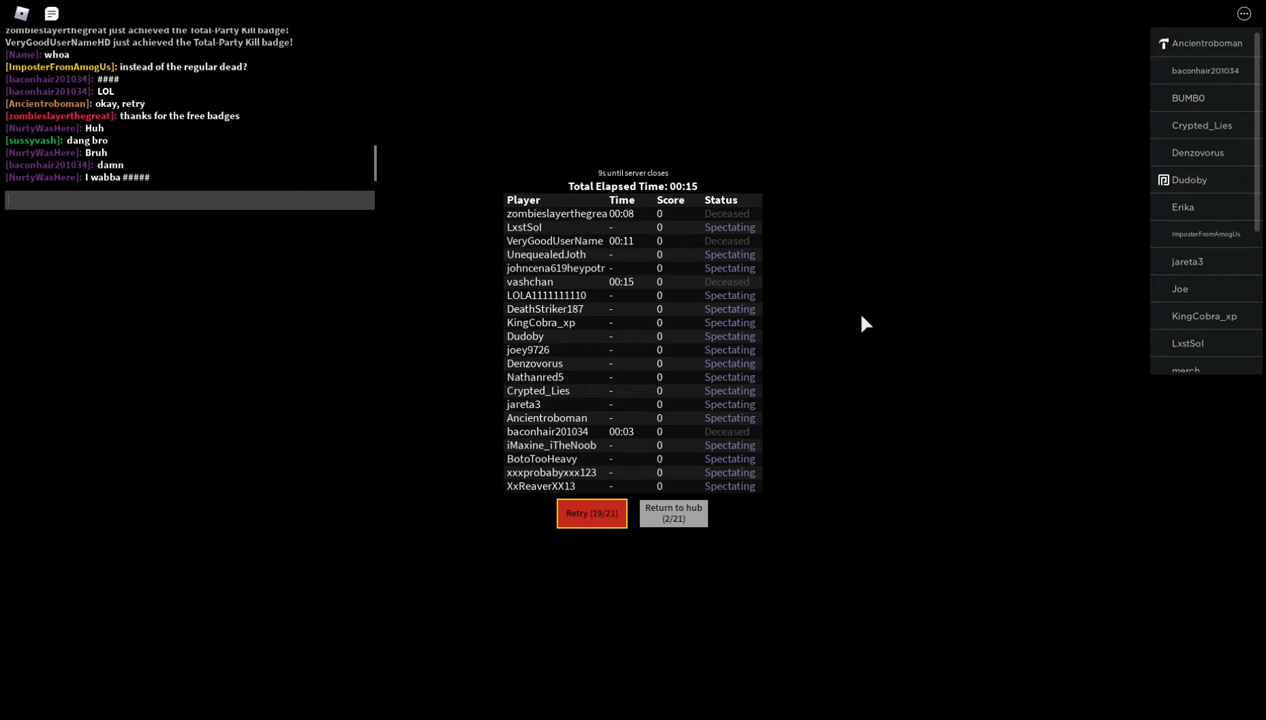 zombieslayerthegreat just achieved the Total-Party Kill badge!
VeryGoodUserNameHD just achieved the Total-Party Kill badge!
[Name]: whoa
[ImposterFromAmogUs]: instead of the regular dead?
[baconhair201034]: ####
[baconhair201034]: LOL
[Ancientroboman]: okay, retry
[zombieslayerthegreat]: thanks for the free badges
[NurtyWasHere]: Huh
[sussyvash]: dang bro
[NurtyWasHere]: Bruh
[baconhair201034]: damn
[NurtyWasHere]: I wabba #####
9s until server closes
Total Elapsed Time: 00:15
Player Time Score Status
zombieslayerthegrea 00:08 0 Deceased
LxstSoI - 0 Spectating
VeryGoodUserName 00:11 0 Deceased
UnequealedJoth - 0 Spectating
johncena619heypotr - 0 Spectating
vashchan 00:15 0 Deceased
LOLA1111111110 - 0 Spectating
DeathStriker187 - 0 Spectating
KingCobra_xp - 0 Spectating
Dudoby - 0 Spectating
joey9726 - 0 Spectating
Denzovorus - 0 Spectating
Nathanred5 - 0 Spectating
Crypted_Lies - 0 Spectating
jareta3 - 0 Spectating
Ancientroboman - 0 Spectating
baconhair201034 00:03 0 Deceased
iMaxine_iTheNoob - 0 Spectating
BotoTooHeavy - 0 Spectating
xxxprobabyxxx123 - 0 Spectating
XxReaverXX13 - 0 Spectating
Retry (19/21)
Return to hub
(2/21)
Ancientroboman
baconhair201034
BUMB0
Crypted_Lies
Denzovorus
Dudoby
Erika
ImposterFromAmogUs
jareta3
Joe
KingCobra_xp
LxstSoI
merch